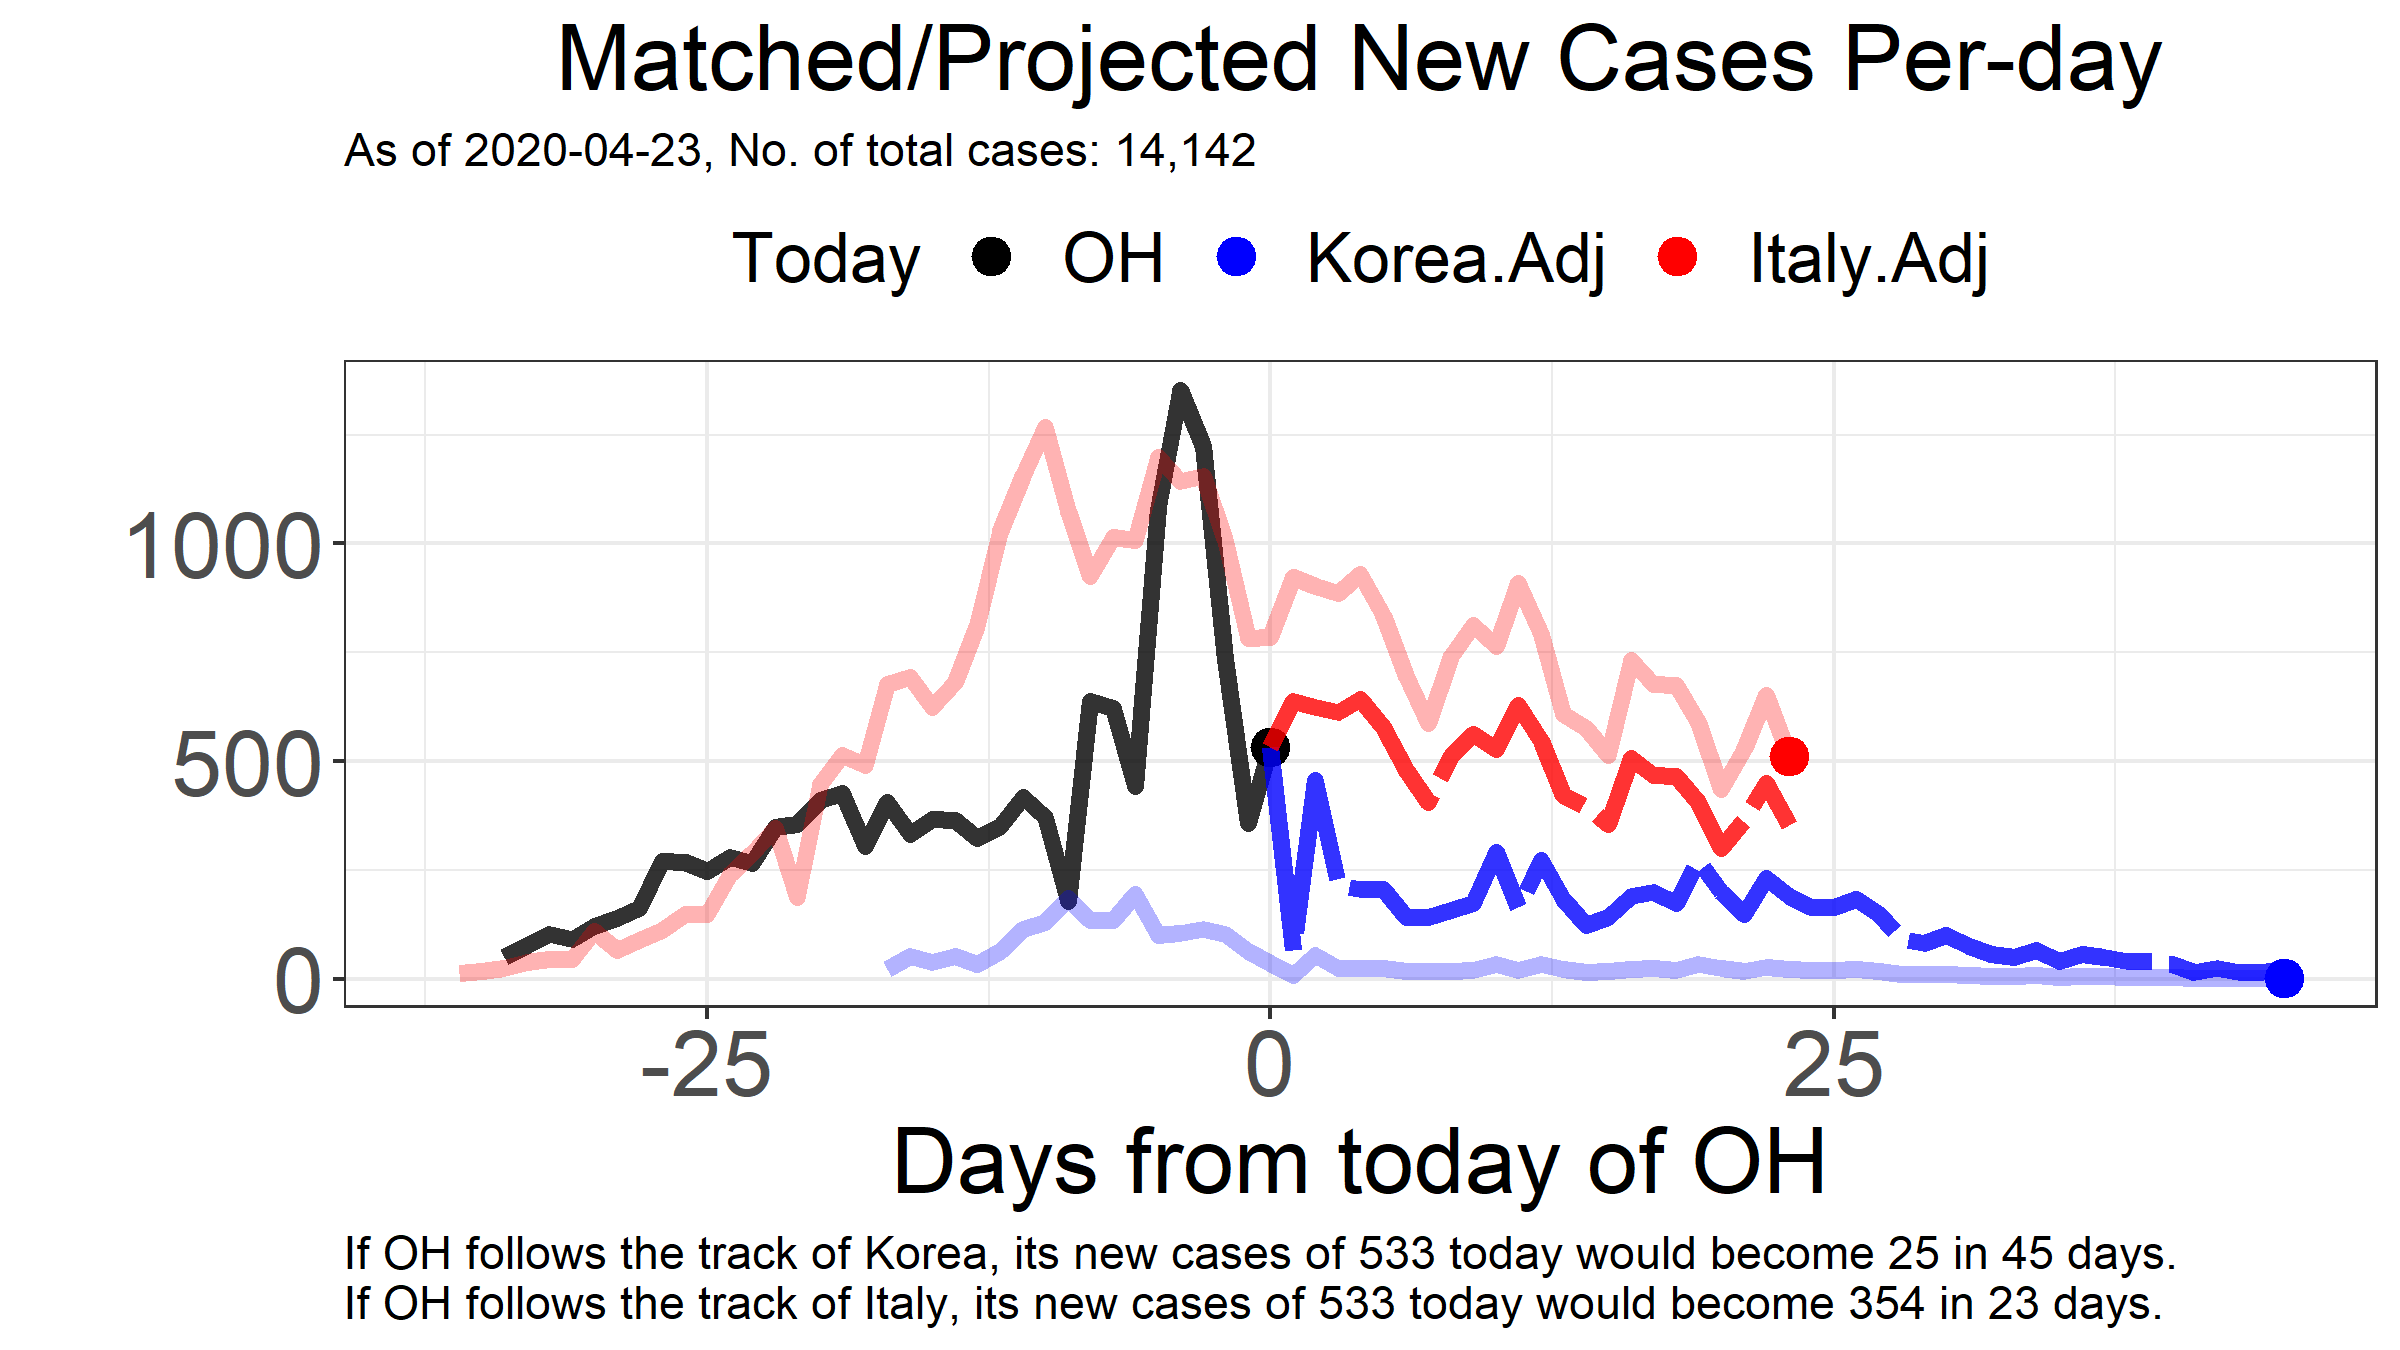 Matched/Projected New Cases Per-day
As of 2020-04-23, No. of total cases: 14,142
Today OH Korea.Adj Italy.Adj
1000
500
0
-25 0 25
Days from today of OH
If OH follows the track of Korea, its new cases of 533 today would become 25 in 45 days.
If OH follows the track of Italy, its new cases of 533 today would become 354 in 23 days.